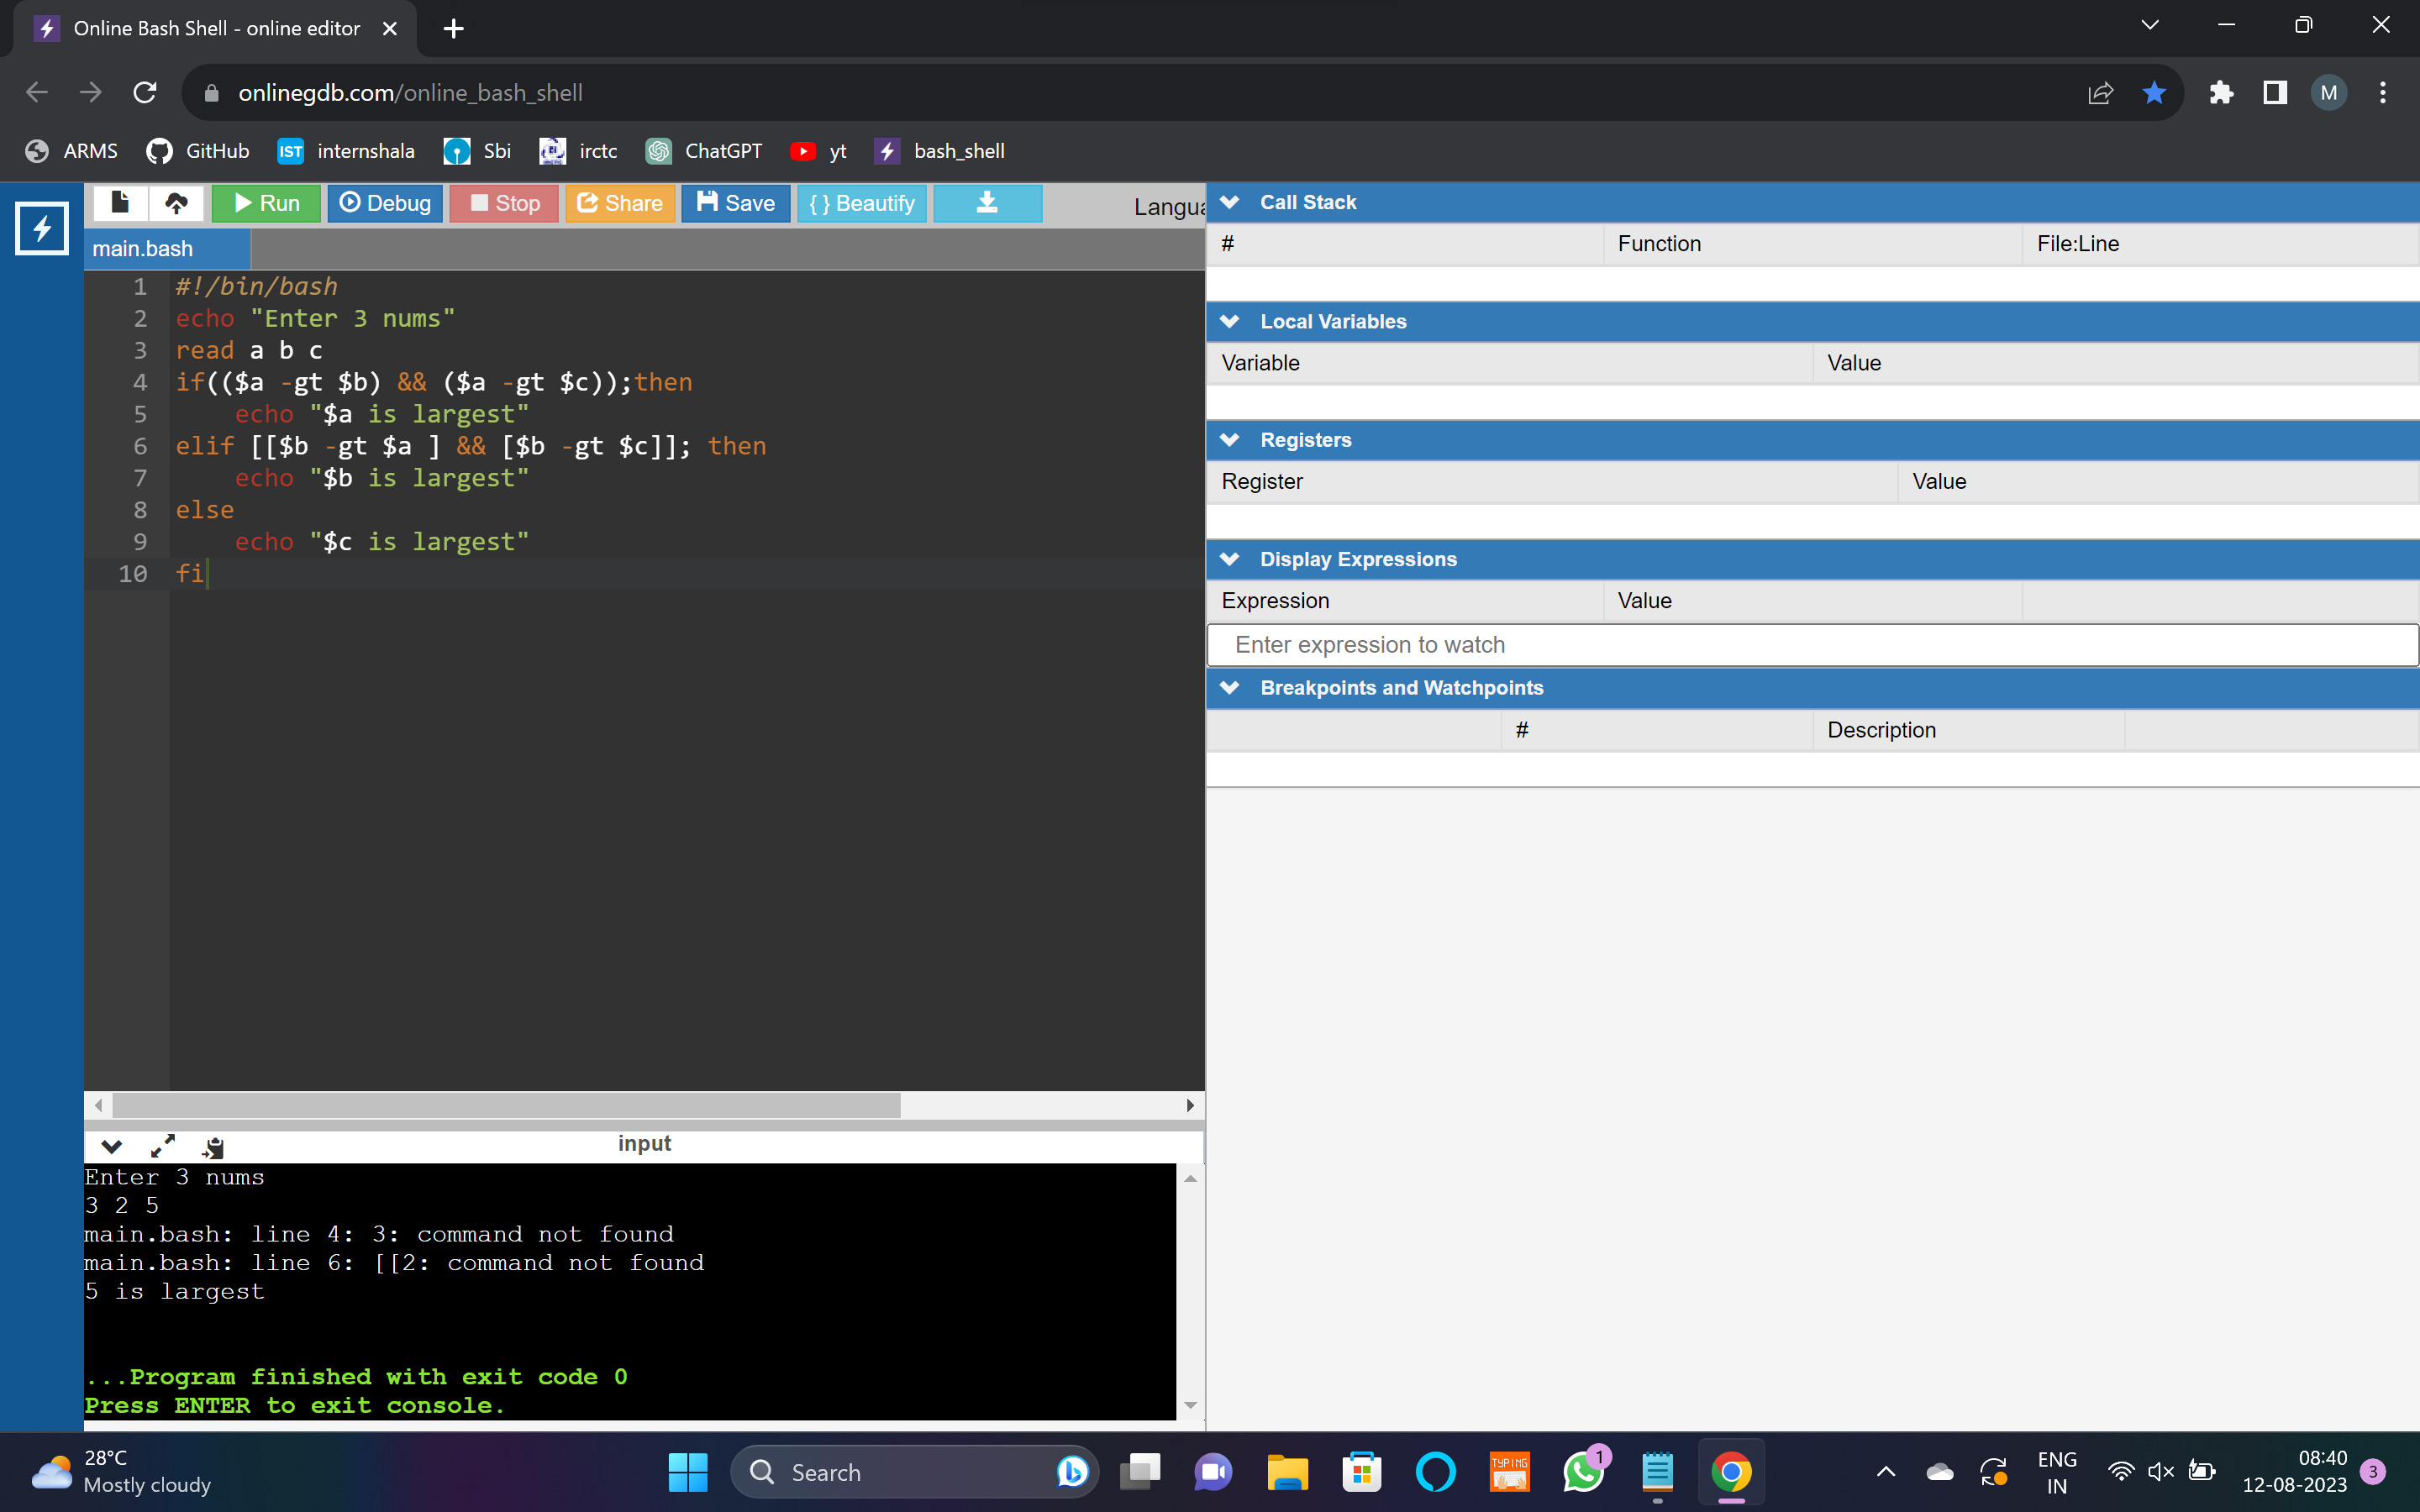 Online Bash Shell - online editor
onlinegdb.com/online_bash_shell
M
ARMS GitHub IST internshala Sbi irctc ChatGPT yt bash_shell
Run Debug Stop Share Save { } Beautify Langua
main.bash
1 #!/bin/bash
2 echo "Enter 3 nums"
3 read a b c
4 if(($a -gt $b) && ($a -gt $c));then
5     echo "$a is largest"
6 elif [[$b -gt $a ] && [$b -gt $c]]; then
7     echo "$b is largest"
8 else
9     echo "$c is largest"
10 fi
input
Enter 3 nums
3 2 5
main.bash: line 4: 3: command not found
main.bash: line 6: [[2: command not found
5 is largest
...Program finished with exit code 0
Press ENTER to exit console.
Call Stack
# Function File:Line
Local Variables
Variable Value
Registers
Register Value
Display Expressions
Expression Value
Enter expression to watch
Breakpoints and Watchpoints
# Description
28°C
Mostly cloudy
Search
TYPING
1
ENG
IN
08:40
12-08-2023
3